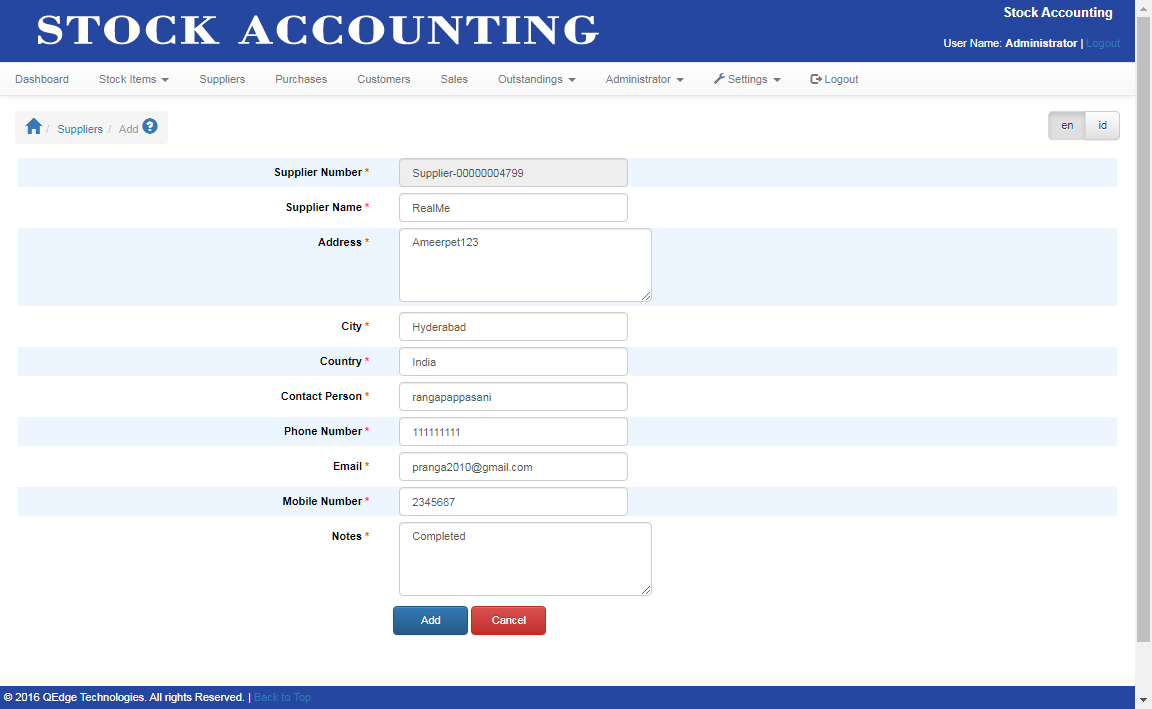 STOCK ACCOUNTING
Stock Accounting
User Name: Administrator | Logout
Dashboard Stock Items Suppliers Purchases Customers Sales Outstandings Administrator Settings Logout
/ Suppliers / Add ?
en id
Supplier Number * Supplier-00000004799
Supplier Name * RealMe
Address * Ameerpet123
City * Hyderabad
Country * India
Contact Person * rangapappasani
Phone Number * 111111111
Email * pranga2010@gmail.com
Mobile Number * 2345687
Notes * Completed
Add Cancel
© 2016 QEdge Technologies. All rights Reserved. | Back to Top